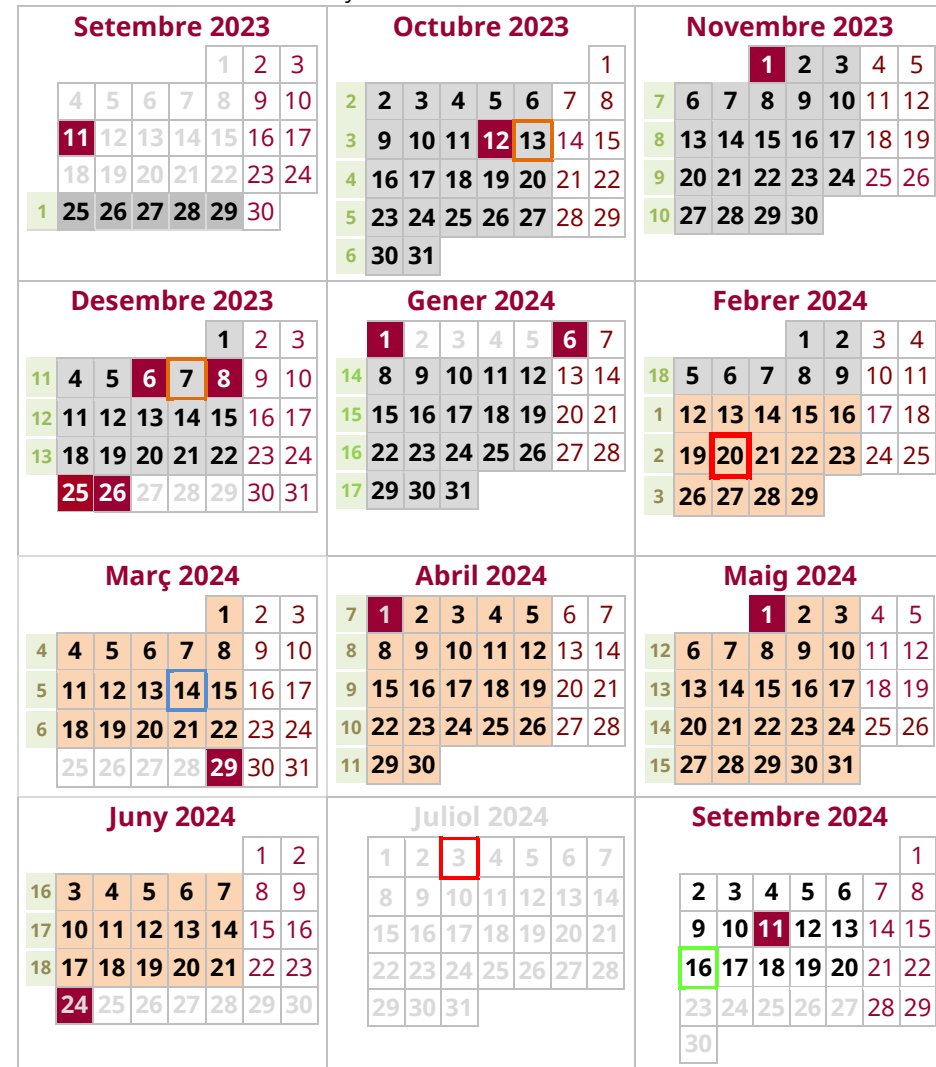 Setembre 2023
1 2 3
4 5 6 7 8 9 10
11 12 13 14 15 16 17
18 19 20 21 22 23 24
1 25 26 27 28 29 30
Octubre 2023
1
2 2 3 4 5 6 7 8
3 9 10 11 12 13 14 15
4 16 17 18 19 20 21 22
5 23 24 25 26 27 28 29
6 30 31
Novembre 2023
1 2 3 4 5
7 6 7 8 9 10 11 12
8 13 14 15 16 17 18 19
9 20 21 22 23 24 25 26
10 27 28 29 30
Desembre 2023
1 2 3
11 4 5 6 7 8 9 10
12 11 12 13 14 15 16 17
13 18 19 20 21 22 23 24
25 26 27 28 29 30 31
Gener 2024
1 2 3 4 5 6 7
14 8 9 10 11 12 13 14
15 15 16 17 18 19 20 21
16 22 23 24 25 26 27 28
17 29 30 31
Febrer 2024
1 2 3 4
18 5 6 7 8 9 10 11
1 12 13 14 15 16 17 18
2 19 20 21 22 23 24 25
3 26 27 28 29
Març 2024
1 2 3
4 4 5 6 7 8 9 10
5 11 12 13 14 15 16 17
6 18 19 20 21 22 23 24
25 26 27 28 29 30 31
Abril 2024
7 1 2 3 4 5 6 7
8 8 9 10 11 12 13 14
9 15 16 17 18 19 20 21
10 22 23 24 25 26 27 28
11 29 30
Maig 2024
1 2 3 4 5
12 6 7 8 9 10 11 12
13 13 14 15 16 17 18 19
14 20 21 22 23 24 25 26
15 27 28 29 30 31
Juny 2024
1 2
16 3 4 5 6 7 8 9
17 10 11 12 13 14 15 16
18 17 18 19 20 21 22 23
24 25 26 27 28 29 30
Juliol 2024
1 2 3 4 5 6 7
8 9 10 11 12 13 14
15 16 17 18 19 20 21
22 23 24 25 26 27 28
29 30 31
Setembre 2024
1
2 3 4 5 6 7 8
9 10 11 12 13 14 15
16 17 18 19 20 21 22
23 24 25 26 27 28 29
30